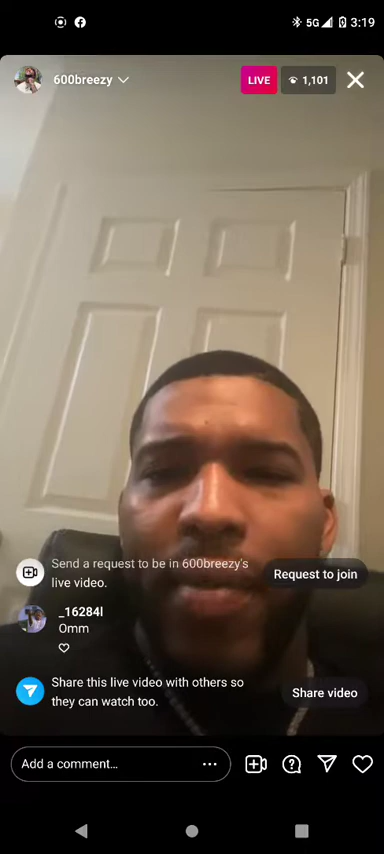 5G 3:19
600breezy LIVE 1,101
Send a request to be in 600breezy's
live video.
Request to join
_16284l
Omm
Share this live video with others so
they can watch too.
Share video
Add a comment...